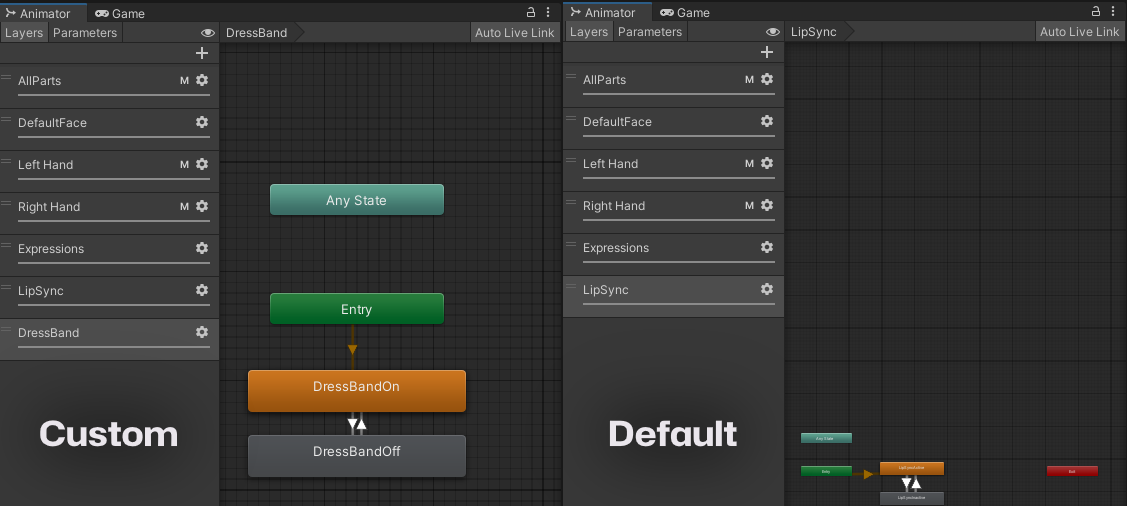 Animator
Game
Layers
Parameters
DressBand
Auto Live Link
AllParts
M
DefaultFace
Left Hand
M
Right Hand
M
Expressions
LipSync
DressBand
Custom
Any State
Entry
DressBandOn
DressBandOff
Animator
Game
Layers
Parameters
LipSync
Auto Live Link
AllParts
M
DefaultFace
Left Hand
M
Right Hand
M
Expressions
LipSync
Default
Any State
Entry
Exit